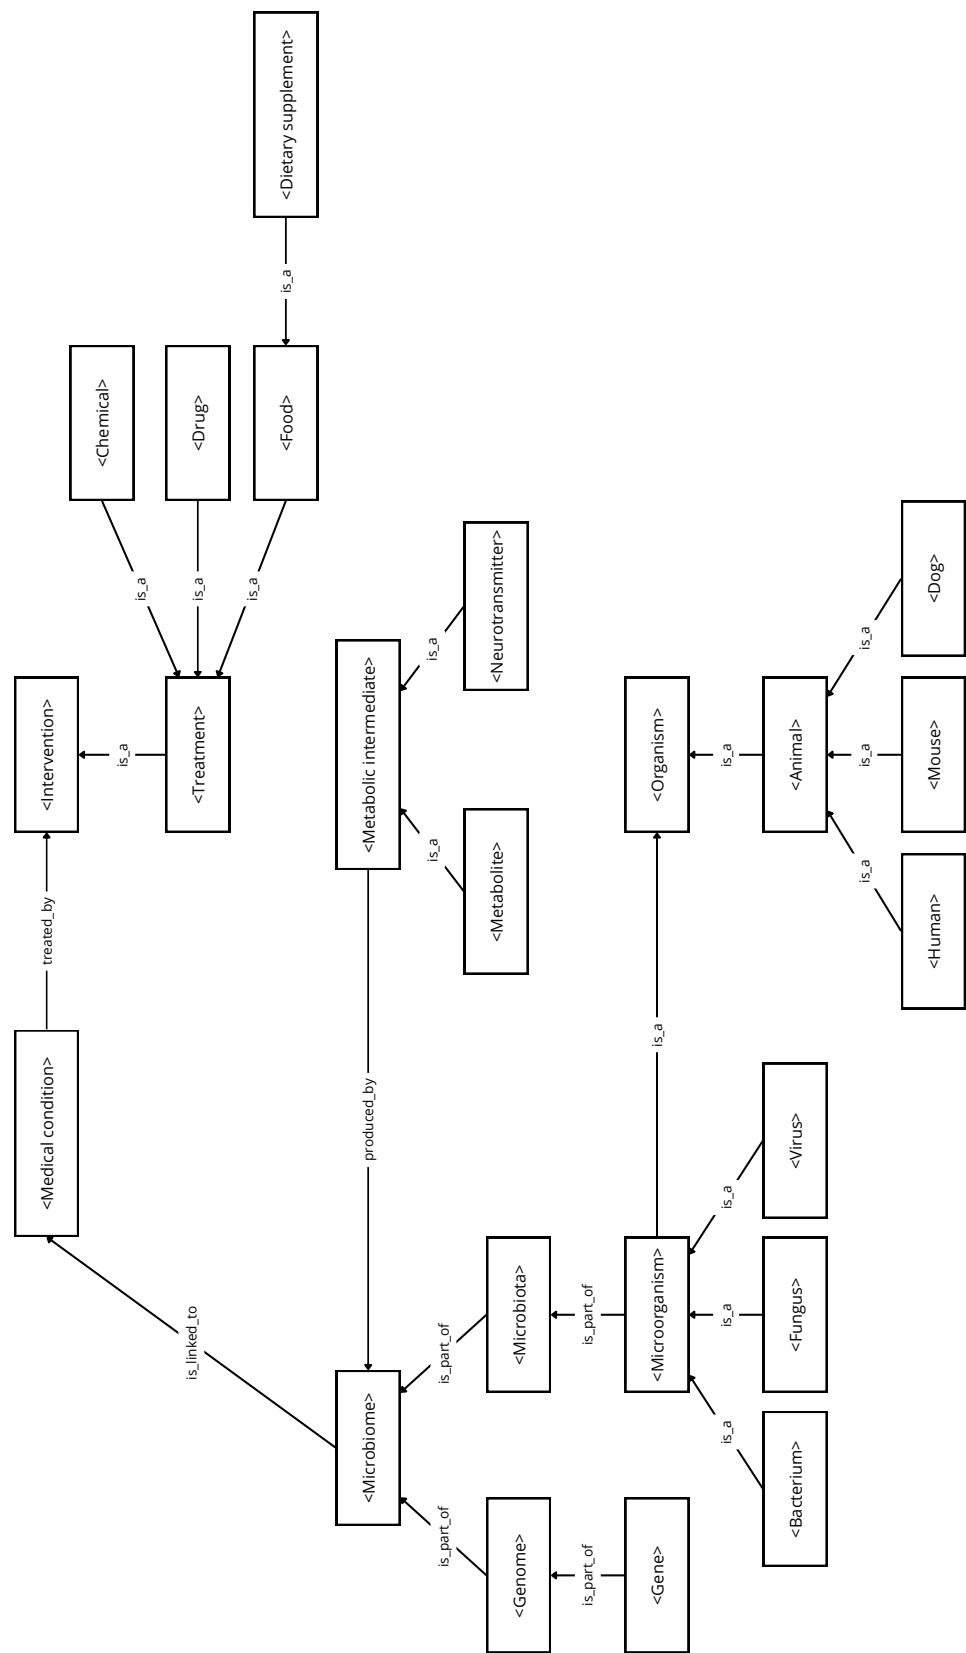 <Medical condition>
treated_by
<Intervention>
is_linked_to
is_a
<Treatment>
is_a
is_a
is_a
<Chemical>
<Drug>
<Food>
is_a
<Dietary supplement>
<Microbiome>
produced_by
<Metabolic intermediate>
is_part_of
is_part_of
is_a
is_a
<Metabolite>
<Neurotransmitter>
<Genome>
<Microbiota>
is_part_of
is_part_of
<Gene>
<Microorganism>
is_a
<Organism>
is_a
is_a
is_a
is_a
<Bacterium>
<Fungus>
<Virus>
<Animal>
is_a
is_a
is_a
<Human>
<Mouse>
<Dog>